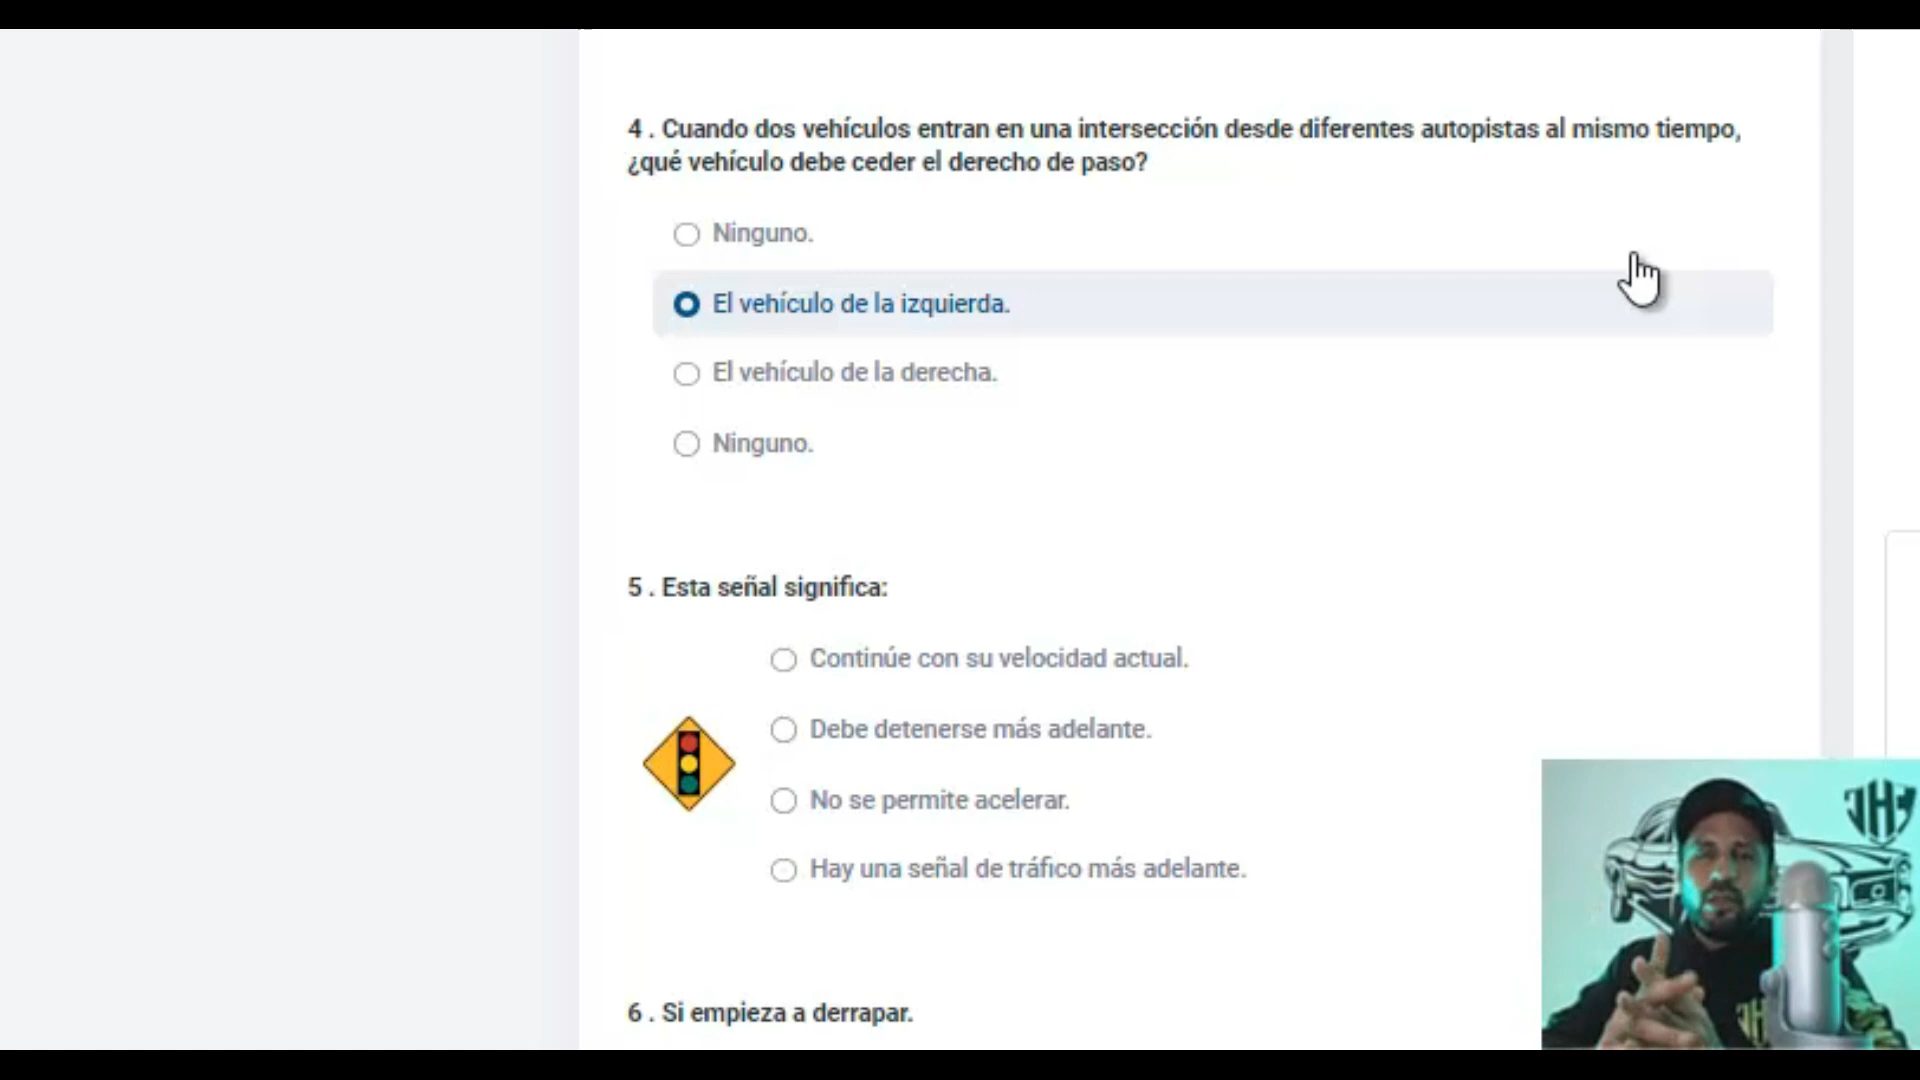 4 . Cuando dos vehículos entran en una intersección desde diferentes autopistas al mismo tiempo,
¿qué vehículo debe ceder el derecho de paso?
Ninguno.
El vehículo de la izquierda.
El vehículo de la derecha.
Ninguno.
5 . Esta señal significa:
Continúe con su velocidad actual.
Debe detenerse más adelante.
No se permite acelerar.
Hay una señal de tráfico más adelante.
6 . Si empieza a derrapar.